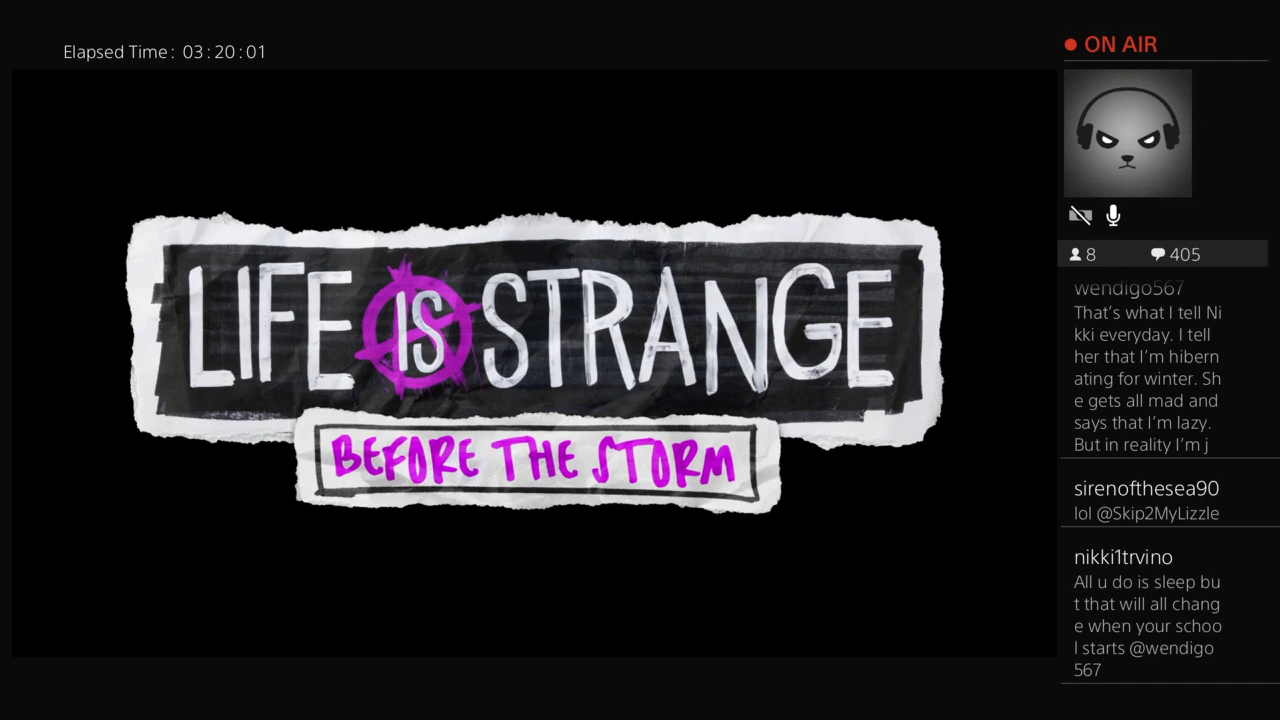 Elapsed Time: 03:20:01
ON AIR
LIFE IS STRANGE
BEFORE THE STORM
8 405
wendigo567
That's what I tell Ni
kki everyday. I tell
her that I'm hibern
ating for winter. Sh
e gets all mad and
says that I'm lazy.
But in reality I'm j
sirenofthesea90
lol @Skip2MyLizzle
nikki1trvino
All u do is sleep bu
t that will all chang
e when your schoo
l starts @wendigo
567